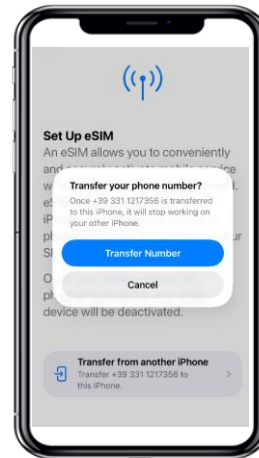 Set Up eSIM
An eSIM allows you to conveniently
Transfer your phone number?
Once +39 331 1217356 is transferred
to this iPhone, it will stop working on
your other iPhone.
Transfer Number
Cancel
device will be deactivated.
Transfer from another iPhone
Transfer +39 331 1217356 to
this iPhone.